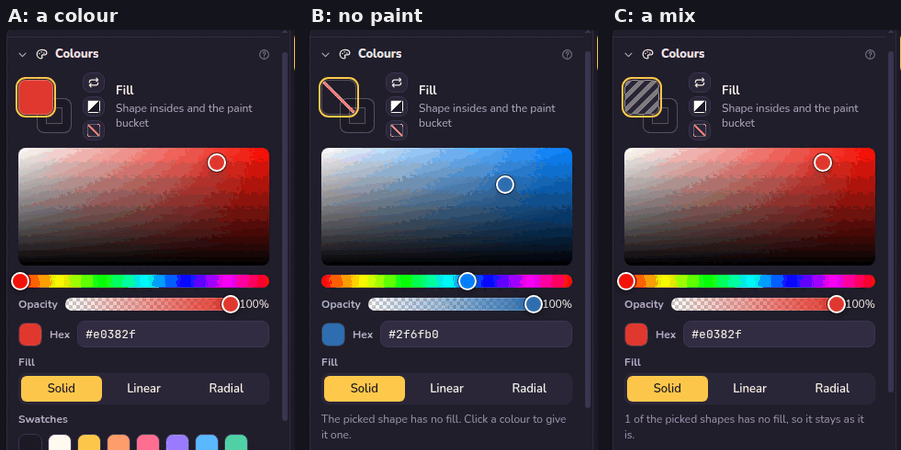 A: a colour
Colours
Fill
Shape insides and the paint
bucket
Opacity
100%
Hex
#e0382f
Fill
Solid
Linear
Radial
Swatches
B: no paint
Colours
Fill
Shape insides and the paint
bucket
Opacity
100%
Hex
#2f6fb0
Fill
Solid
Linear
Radial
The picked shape has no fill. Click a colour to give
it one.
C: a mix
Colours
Fill
Shape insides and the paint
bucket
Opacity
100%
Hex
#e0382f
Fill
Solid
Linear
Radial
1 of the picked shapes has no fill, so it stays as it
is.